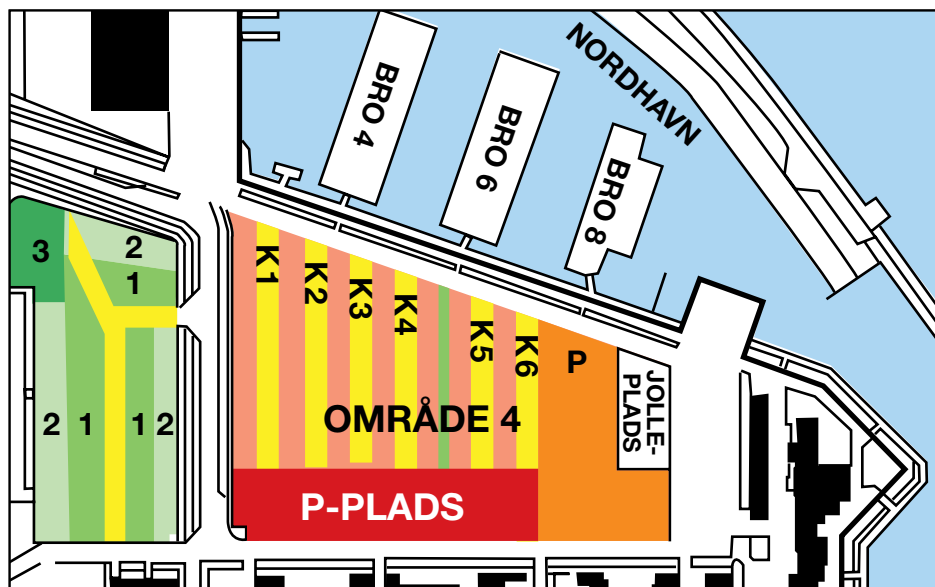 NORDHAVN
BRO 4
BRO 6
BRO 8
3
2
1
2
1
1
2
K1
K2
K3
K4
K5
K6
P
JOLLE-
PLADS
OMRÅDE 4
P-PLADS